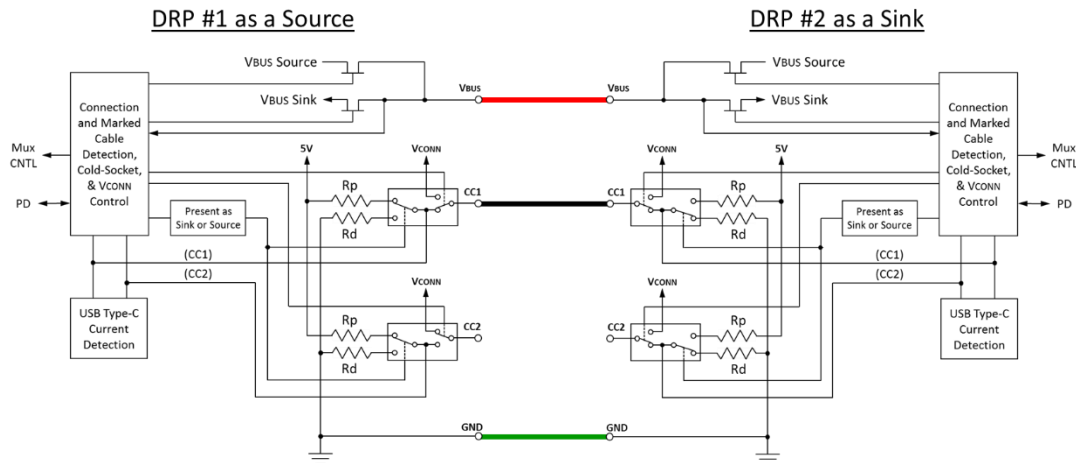 DRP #1 as a Source
DRP #2 as a Sink
VBUS Source
VBUS Sink
VBUS
VBUS
VBUS Source
VBUS Sink
Connection
and Marked
Cable
Detection,
Cold-Socket,
& VCONN
Control
Mux
CNTL
PD
Present as
Sink or Source
(CC1)
(CC2)
USB Type-C
Current
Detection
5V
VCONN
Rp
Rd
CC1
VCONN
Rp
Rd
CC2
GND
VCONN
5V
CC1
Rp
Rd
VCONN
CC2
Rp
Rd
GND
Connection
and Marked
Cable
Detection,
Cold-Socket,
& VCONN
Control
Mux
CNTL
PD
Present as
Sink or Source
(CC1)
(CC2)
USB Type-C
Current
Detection